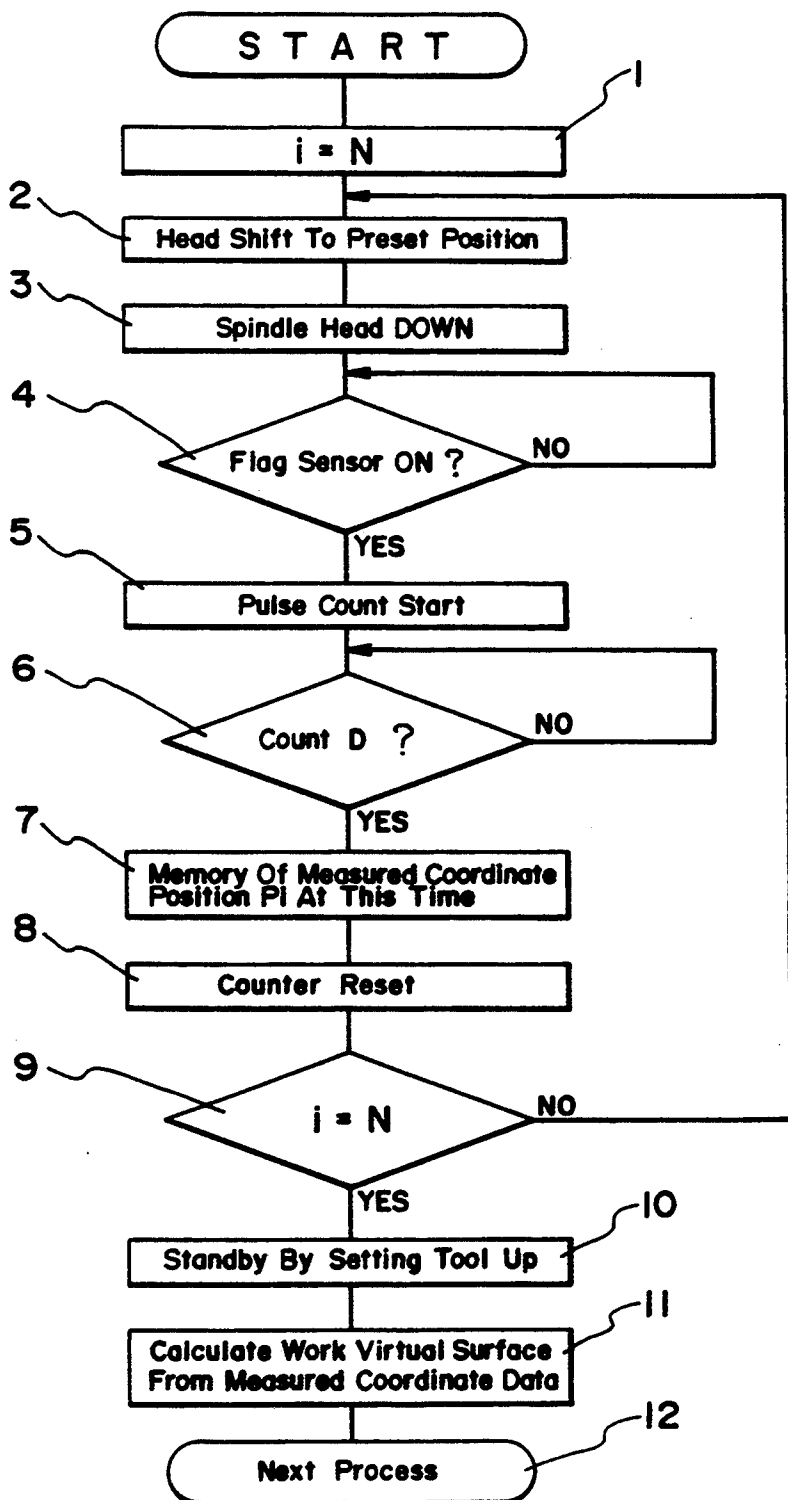 START
1
i = N
2
Head Shift To Preset Position
3
Spindle Head DOWN
4
Flag Sensor ON ?
NO
YES
5
Pulse Count Start
6
Count D ?
NO
YES
7
Memory Of Measured Coordinate
Position Pi At This Time
8
Counter Reset
9
i = N
NO
YES
10
Standby By Setting Tool Up
11
Calculate Work Virtual Surface
From Measured Coordinate Data
12
Next Process